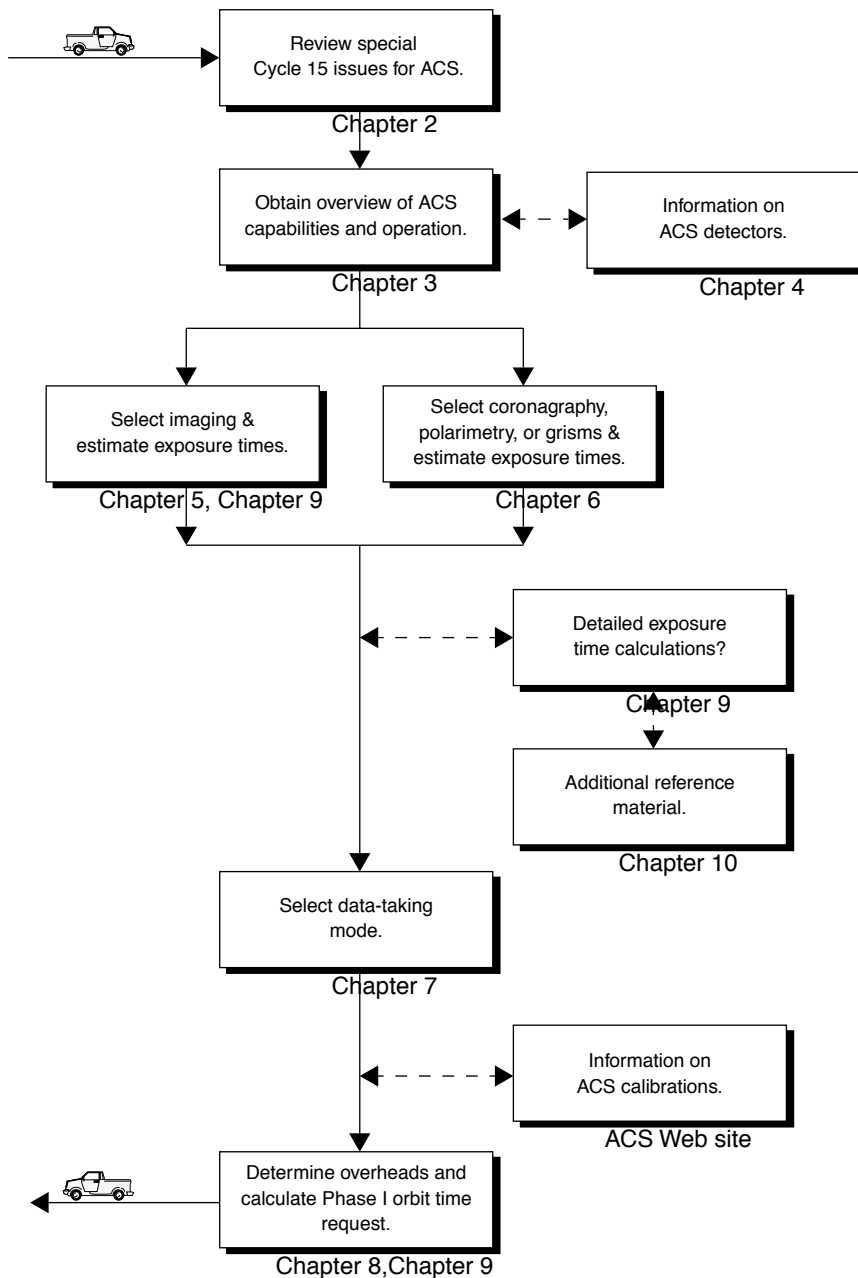 Review special
Cycle 15 issues for ACS.
Chapter 2
Obtain overview of ACS
capabilities and operation.
Chapter 3
Information on
ACS detectors.
Chapter 4
Select imaging &
estimate exposure times.
Chapter 5, Chapter 9
Select coronagraphy,
polarimetry, or grisms &
estimate exposure times.
Chapter 6
Detailed exposure
time calculations?
Chapter 9
Additional reference
material.
Chapter 10
Select data-taking
mode.
Chapter 7
Information on
ACS calibrations.
ACS Web site
Determine overheads and
calculate Phase I orbit time
request.
Chapter 8,Chapter 9